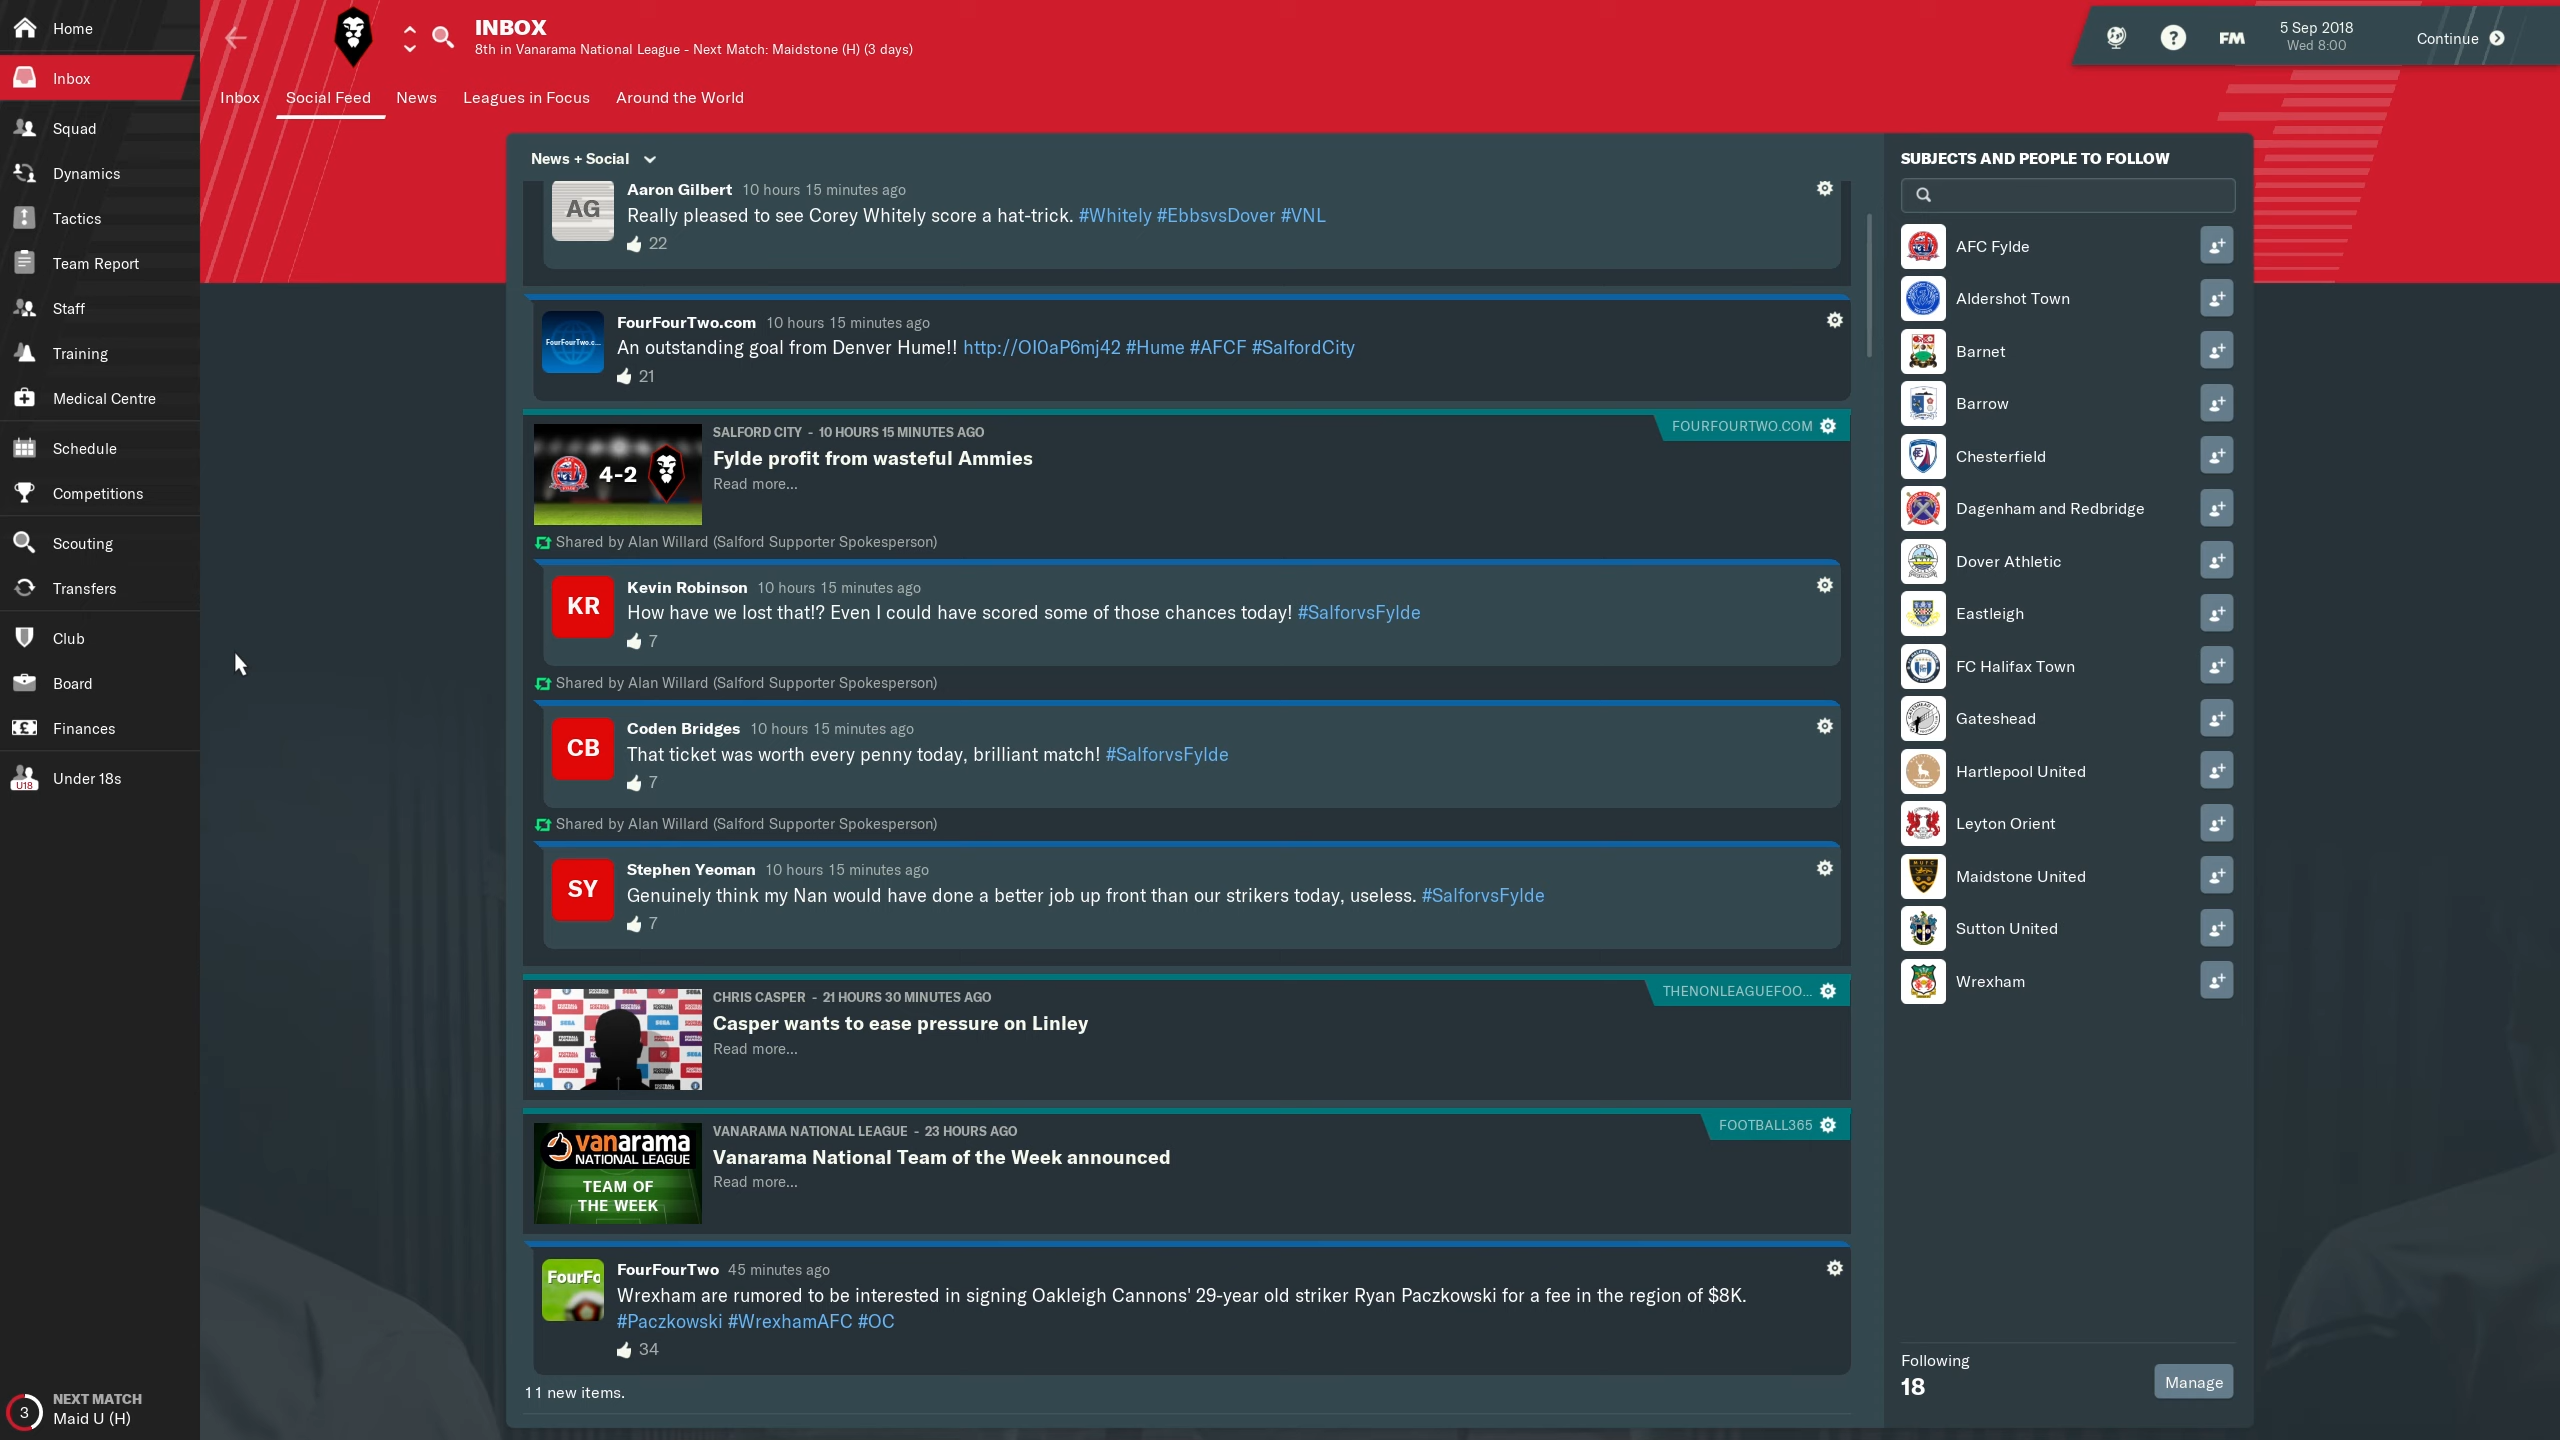 Home
Inbox
Squad
Dynamics
Tactics
Team Report
Staff
Training
Medical Centre
Schedule
Competitions
Scouting
Transfers
Club
Board
Finances
U18
Under 18s
3
NEXT MATCH
Maid U (H)
INBOX
8th in Vanarama National League - Next Match: Maidstone (H) (3 days)
?
FM
5 Sep 2018
Wed 8:00
Continue
Inbox
Social Feed
News
Leagues in Focus
Around the World
News + Social
AG
Aaron Gilbert 10 hours 15 minutes ago
Really pleased to see Corey Whitely score a hat-trick. #Whitely #EbbsvsDover #VNL
22
FourFourTwo.c...
FourFourTwo.com 10 hours 15 minutes ago
An outstanding goal from Denver Hume!! http://OI0aP6mj42 #Hume #AFCF #SalfordCity
21
4-2
SALFORD CITY - 10 HOURS 15 MINUTES AGO
FOURFOURTWO.COM
Fylde profit from wasteful Ammies
Read more...
Shared by Alan Willard (Salford Supporter Spokesperson)
KR
Kevin Robinson 10 hours 15 minutes ago
How have we lost that!? Even I could have scored some of those chances today! #SalforvsFylde
7
Shared by Alan Willard (Salford Supporter Spokesperson)
CB
Coden Bridges 10 hours 15 minutes ago
That ticket was worth every penny today, brilliant match! #SalforvsFylde
7
Shared by Alan Willard (Salford Supporter Spokesperson)
SY
Stephen Yeoman 10 hours 15 minutes ago
Genuinely think my Nan would have done a better job up front than our strikers today, useless. #SalforvsFylde
7
CHRIS CASPER - 21 HOURS 30 MINUTES AGO
THENONLEAGUEFOO...
Casper wants to ease pressure on Linley
Read more...
vanarama
NATIONAL LEAGUE
TEAM OF
THE WEEK
VANARAMA NATIONAL LEAGUE - 23 HOURS AGO
FOOTBALL365
Vanarama National Team of the Week announced
Read more...
FourFo
FourFourTwo 45 minutes ago
Wrexham are rumored to be interested in signing Oakleigh Cannons' 29-year old striker Ryan Paczkowski for a fee in the region of $8K.
#Paczkowski #WrexhamAFC #OC
34
11 new items.
SUBJECTS AND PEOPLE TO FOLLOW
AFC Fylde
Aldershot Town
Barnet
Barrow
Chesterfield
Dagenham and Redbridge
Dover Athletic
Eastleigh
FC Halifax Town
Gateshead
Hartlepool United
Leyton Orient
Maidstone United
Sutton United
Wrexham
Following
18
Manage